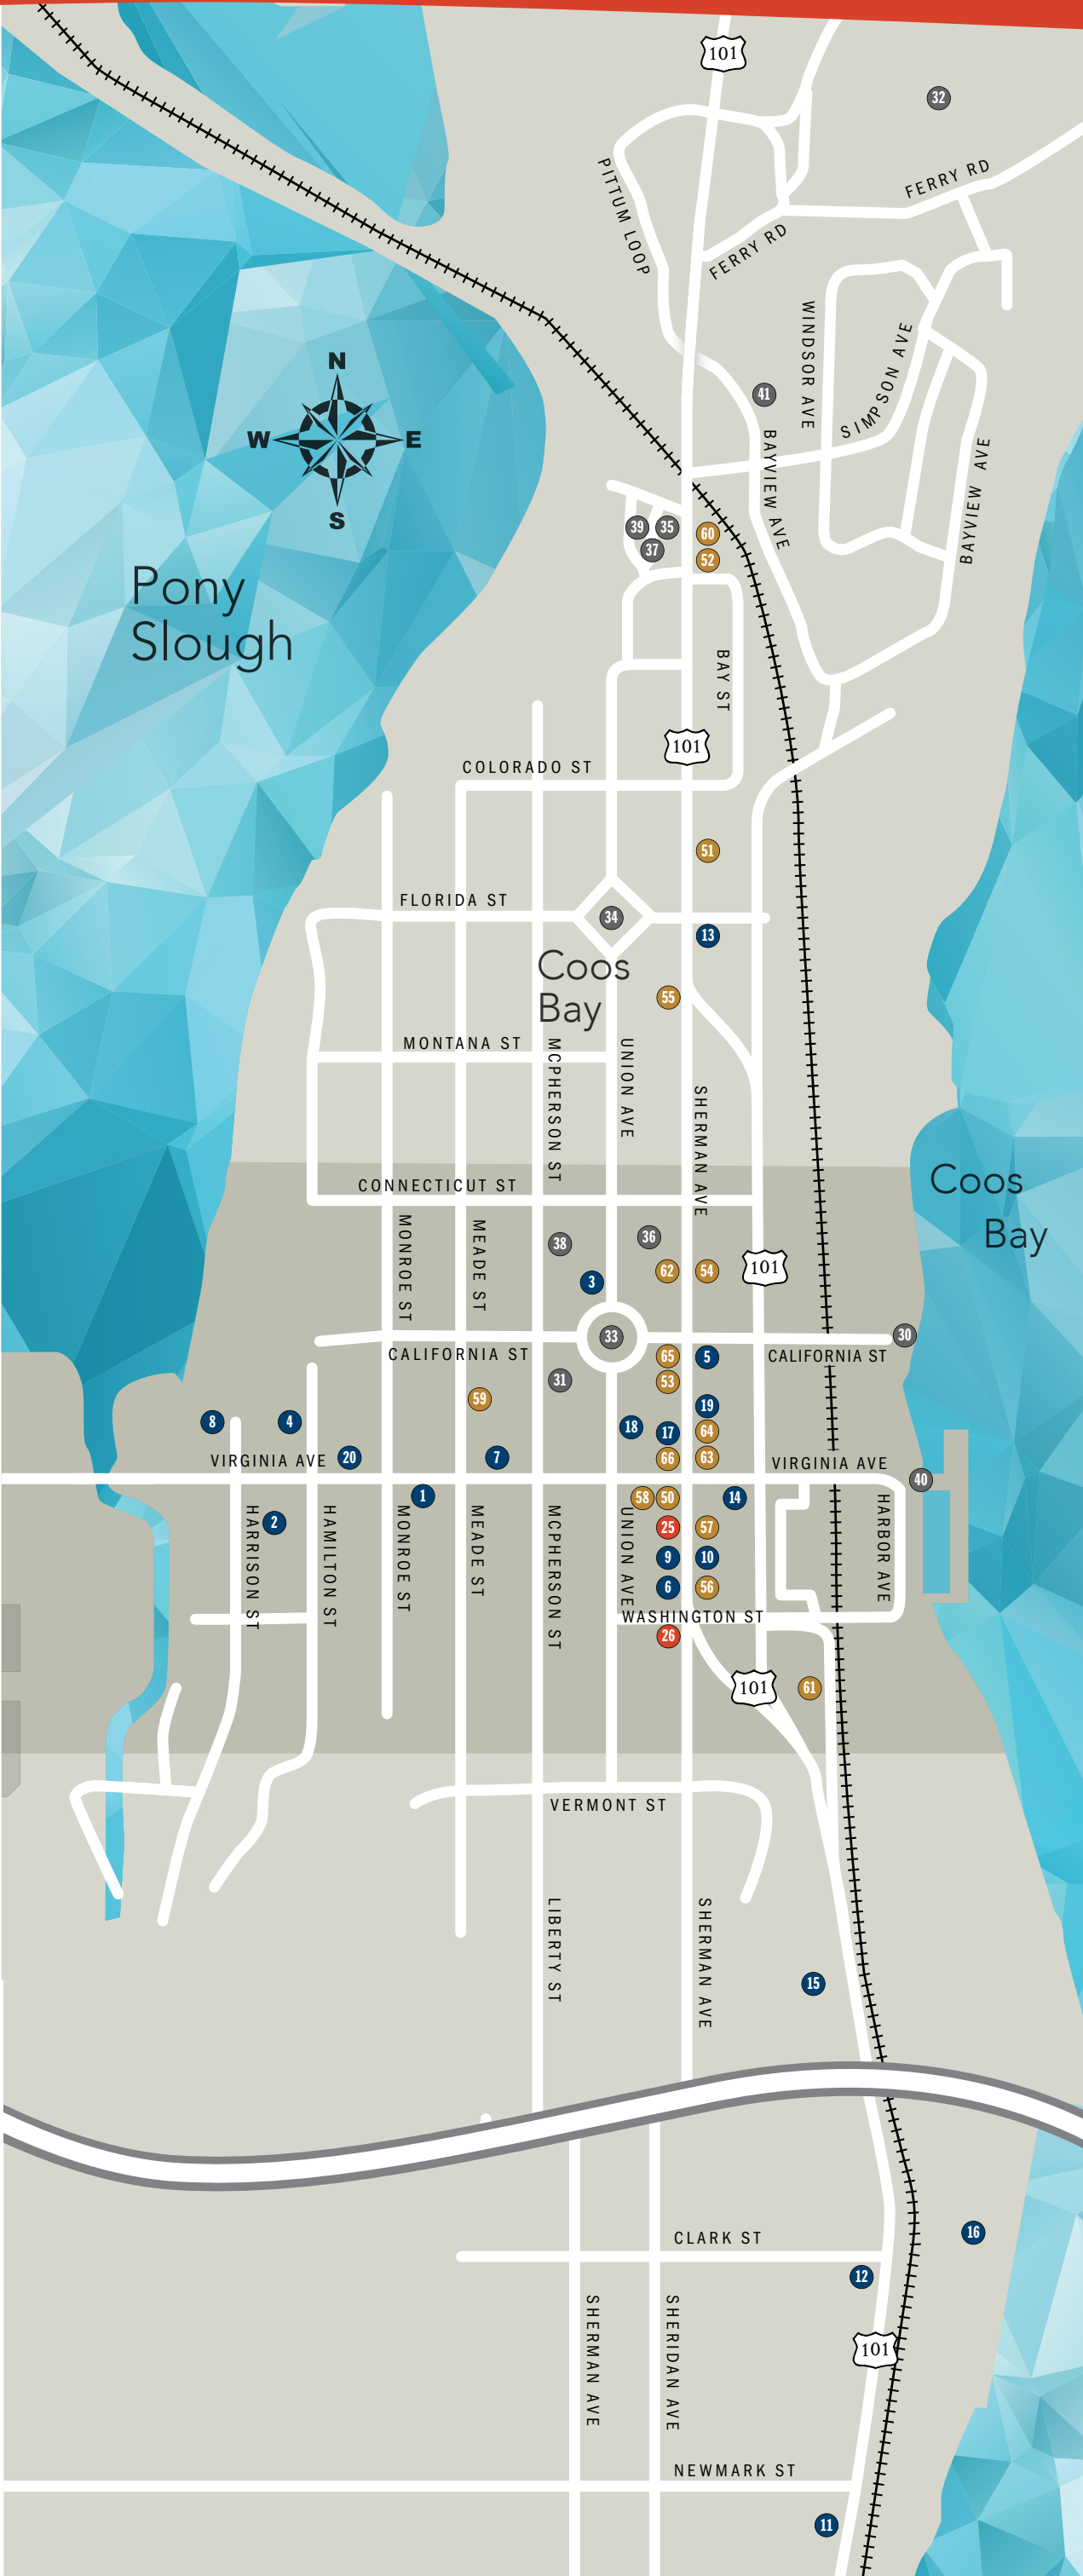 101
32
PITTUM LOOP
FERRY RD
FERRY RD
WINDSOR AVE
SIMPSON AVE
N
W E
S
41
BAYVIEW AVE
BAYVIEW AVE
39 35
37
60
52
Pony
Slough
BAY ST
101
COLORADO ST
51
FLORIDA ST
34
13
Coos
Bay
55
MONTANA ST
MCPHERSON ST
UNION AVE
SHERMAN AVE
CONNECTICUT ST
Coos
Bay
MONROE ST
MEADE ST
38
36
3
62
54
101
33
30
CALIFORNIA ST
CALIFORNIA ST
65
5
53
31
59
19
8
4
18
17
64
VIRGINIA AVE
20
7
66
63
VIRGINIA AVE
40
1
58
50
14
2
HARRISON ST
HAMILTON ST
MONROE ST
MEADE ST
MCPHERSON ST
UNION AVE
HARBOR AVE
25
57
9
10
6
56
WASHINGTON ST
26
101
61
VERMONT ST
LIBERTY ST
SHERMAN AVE
15
16
CLARK ST
12
SHERMAN AVE
SHERIDAN AVE
101
NEWMARK ST
11